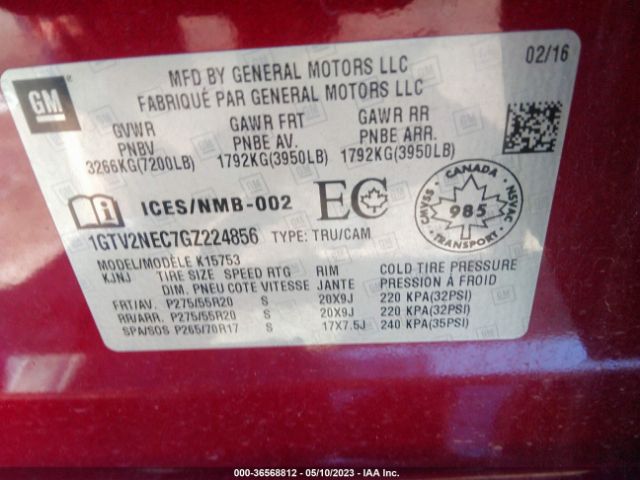 GM
MFD BY GENERAL MOTORS LLC
02/16
FABRIQUÉ PAR GENERAL MOTORS LLC
GVWR GAWR FRT GAWR RR
PNBV PNBE AV. PNBE ARR.
3266KG(7200LB) 1792KG(3950LB) 1792KG(3950LB)
ICES/NMB-002 EC
CANADA CMVSS NSVAC 985
1GTV2NEC7GZ224856 TYPE: TRU/CAM
MODEL/MODÈLE K15753
KJNJ TIRE SIZE SPEED RTG RIM COLD TIRE PRESSURE
DIM. PNEU COTE VITESSE JANTE PRESSION À FROID
FRT/AV. P275/55R20 S 20X9J 220 KPA(32PSI)
RR/ARR. P275/55R20 S 20X9J 220 KPA(32PSI)
SPA/SOS P265/70R17 S 17X7.5J 240 KPA(35PSI)
000-36568812 - 05/10/2023 - IAA Inc.